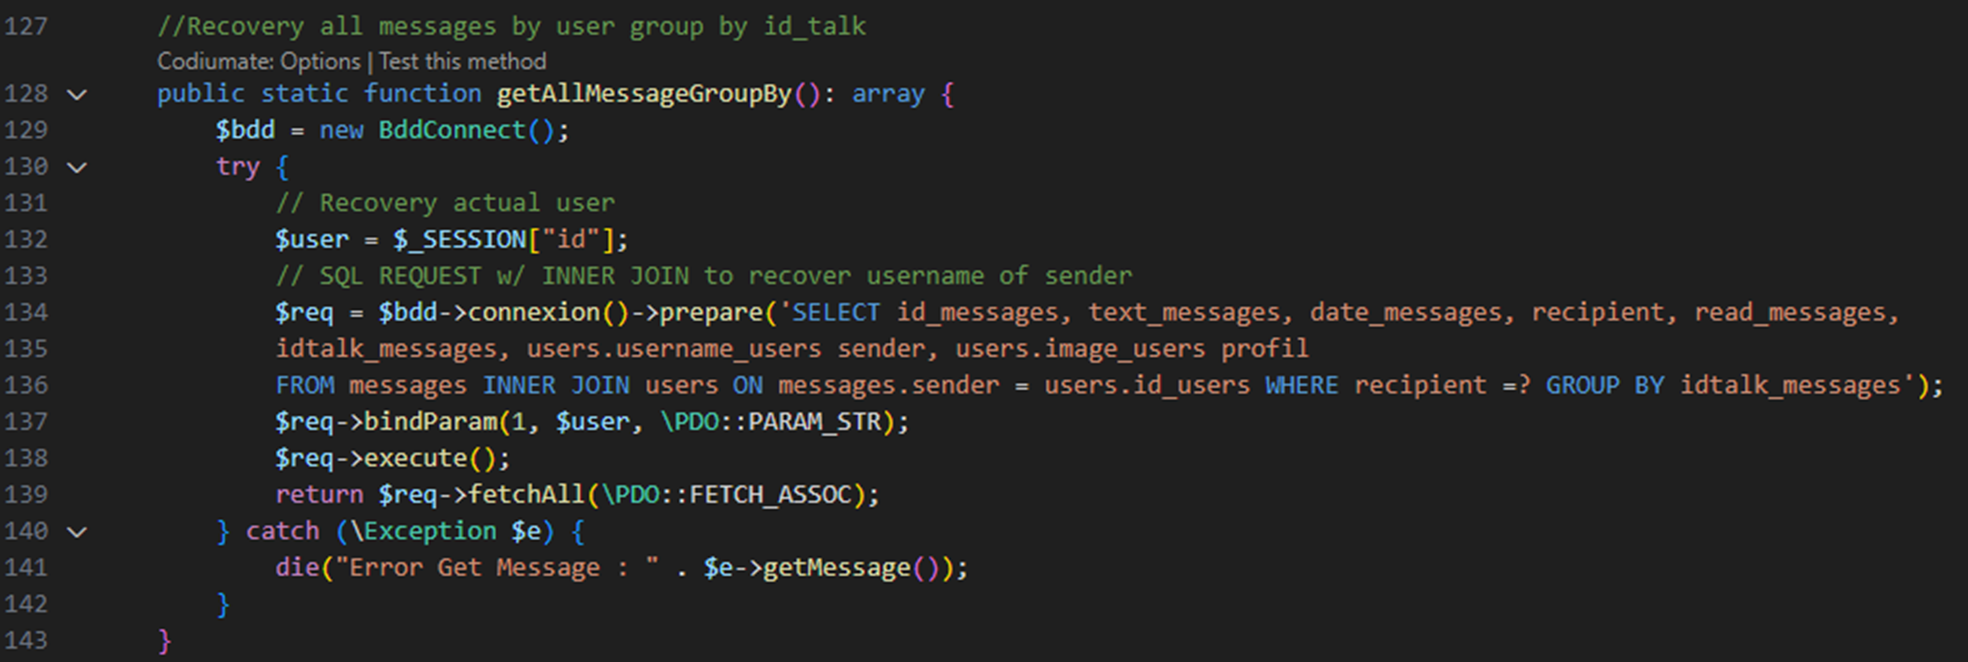 127 //Recovery all messages by user group by id_talk
Codiumate: Options | Test this method
128 public static function getAllMessageGroupBy(): array {
129 $bdd = new BddConnect();
130 try {
131 // Recovery actual user
132 $user = $_SESSION["id"];
133 // SQL REQUEST w/ INNER JOIN to recover username of sender
134 $req = $bdd->connexion()->prepare('SELECT id_messages, text_messages, date_messages, recipient, read_messages,
135 idtalk_messages, users.username_users sender, users.image_users profil
136 FROM messages INNER JOIN users ON messages.sender = users.id_users WHERE recipient =? GROUP BY idtalk_messages');
137 $req->bindParam(1, $user, \PDO::PARAM_STR);
138 $req->execute();
139 return $req->fetchAll(\PDO::FETCH_ASSOC);
140 } catch (\Exception $e) {
141 die("Error Get Message : " . $e->getMessage());
142 }
143 }